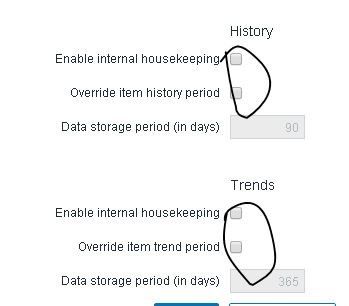 History
Enable internal housekeeping
Override item history period
Data storage period (in days) 90
Trends
Enable internal housekeeping
Override item trend period
Data storage period (in days) 365